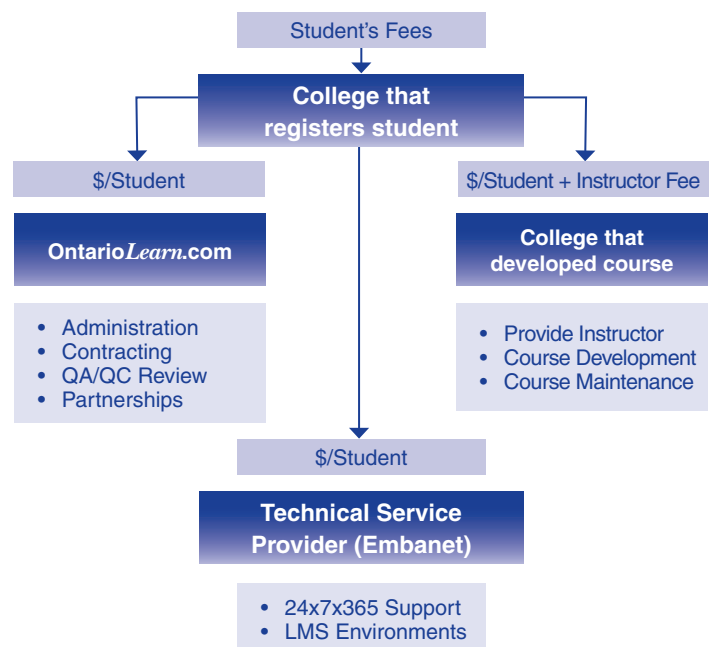 Student's Fees
College that
registers student
$/Student
OntarioLearn.com
• Administration
• Contracting
• QA/QC Review
• Partnerships
$/Student + Instructor Fee
College that
developed course
• Provide Instructor
• Course Development
• Course Maintenance
$/Student
Technical Service
Provider (Embanet)
• 24x7x365 Support
• LMS Environments